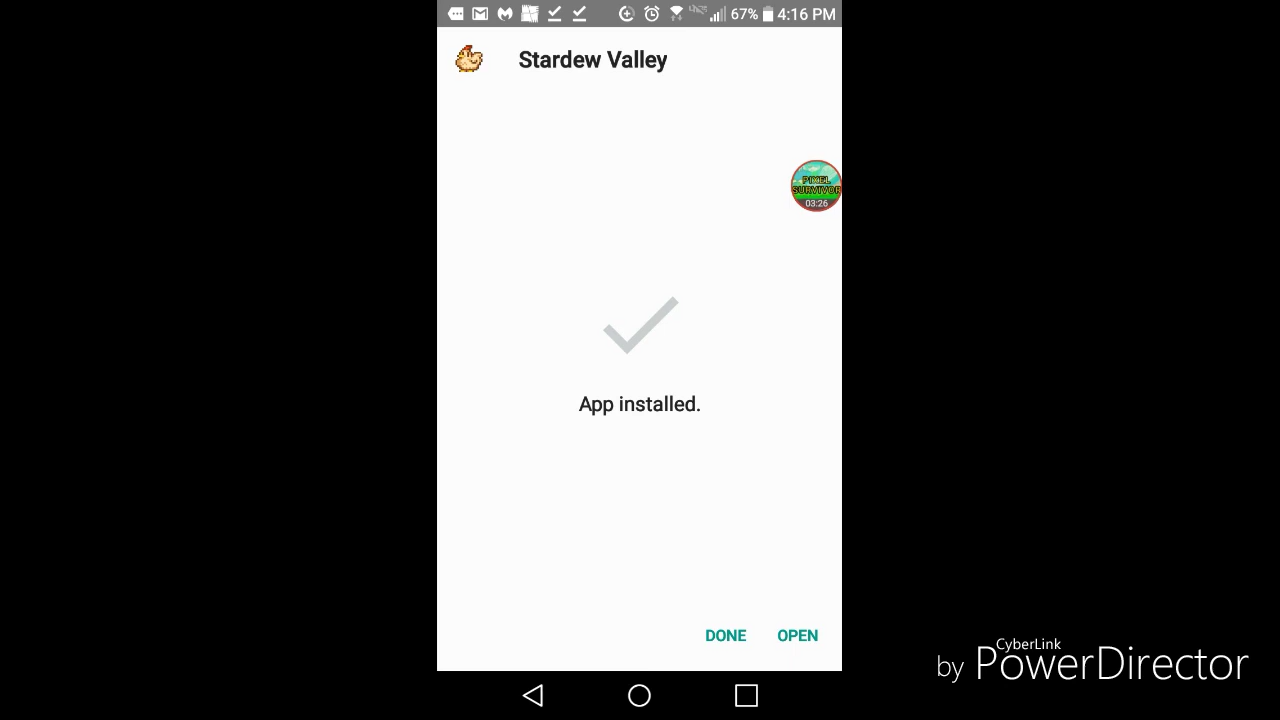 67% 4:16 PM
Stardew Valley
PIXEL
SURVIVOR
03:26
App installed.
DONE OPEN
CyberLink
by PowerDirector